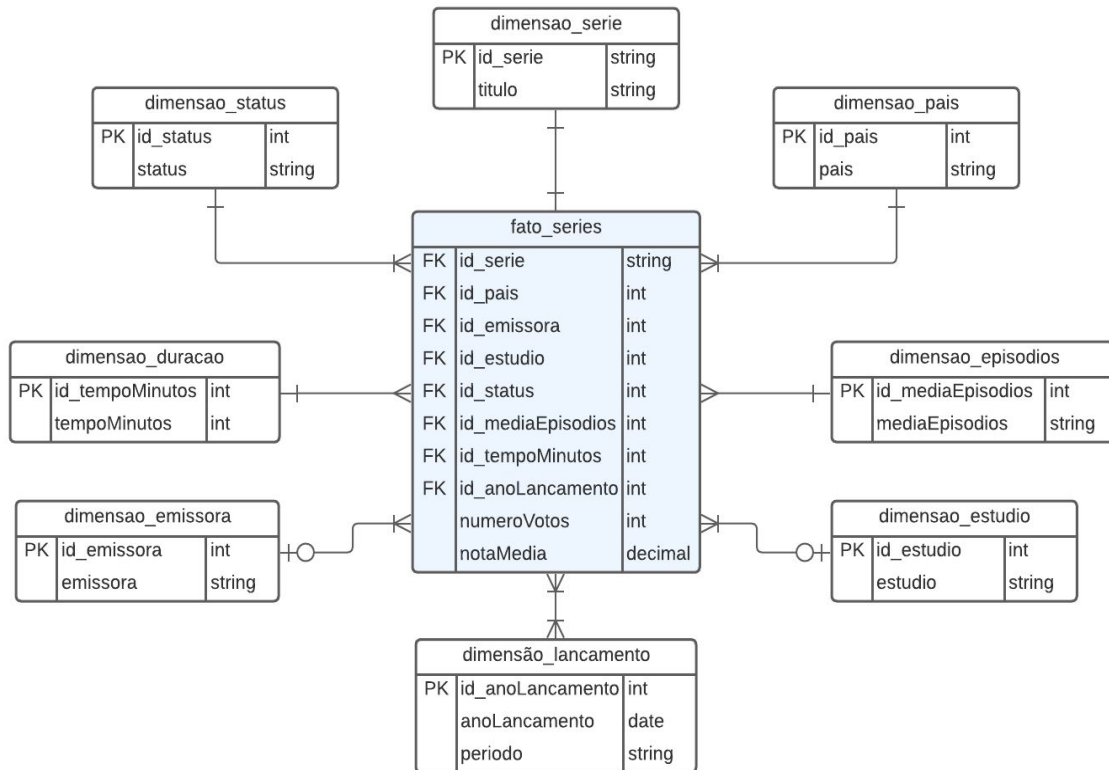 dimensao_serie
PK id_serie string
titulo string
dimensao_status
PK id_status int
status string
dimensao_pais
PK id_pais int
pais string
fato_series
FK id_serie string
FK id_pais int
FK id_emissora int
FK id_estudio int
FK id_status int
FK id_mediaEpisodios int
FK id_tempoMinutos int
FK id_anoLancamento int
numeroVotos int
notaMedia decimal
dimensao_duracao
PK id_tempoMinutos int
tempoMinutos int
dimensao_episodios
PK id_mediaEpisodios int
mediaEpisodios string
dimensao_emissora
PK id_emissora int
emissora string
dimensao_estudio
PK id_estudio int
estudio string
dimensão_lancamento
PK id_anoLancamento int
anoLancamento date
periodo string